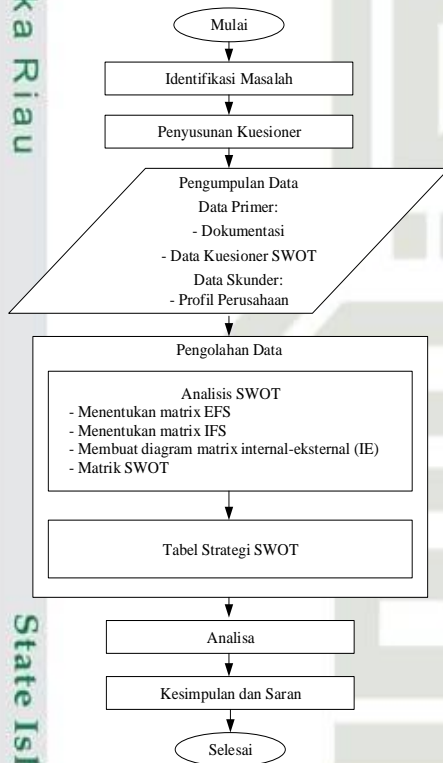 ka Riau
State Isl
Mulai
Identifikasi Masalah
Penyusunan Kuesioner
Pengumpulan Data
Data Primer:
- Dokumentasi
- Data Kuesioner SWOT
Data Skunder:
- Profil Perusahaan
Pengolahan Data
Analisis SWOT
- Menentukan matrix EFS
- Menentukan matrix IFS
- Membuat diagram matrix internal-eksternal (IE)
- Matrik SWOT
Tabel Strategi SWOT
Analisa
Kesimpulan dan Saran
Selesai